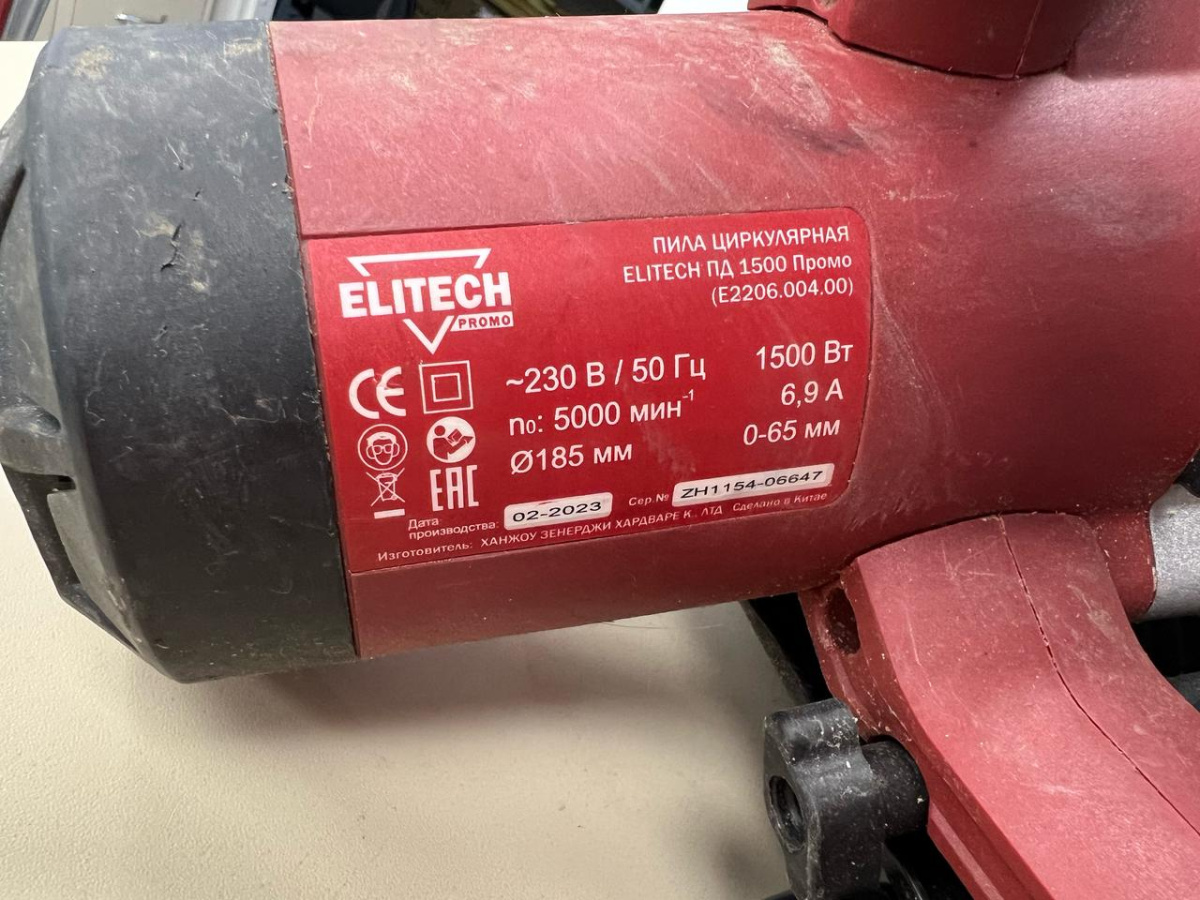 ELITECH
PROMO
ПИЛА ЦИРКУЛЯРНАЯ
ELITECH ПД 1500 Промо
(E2206.004.00)
~230 В / 50 Гц
1500 Вт
n₀: 5000 мин⁻¹
6,9 А
Ø185 мм
0-65 мм
CE
EAC
Дата
производства:
02-2023
Сер.№
ZH1154-06647
Изготовитель: ХАНЖОУ ЗЕНЕРДЖИ ХАРДВАРЕ К., ЛТД Сделано в Китае